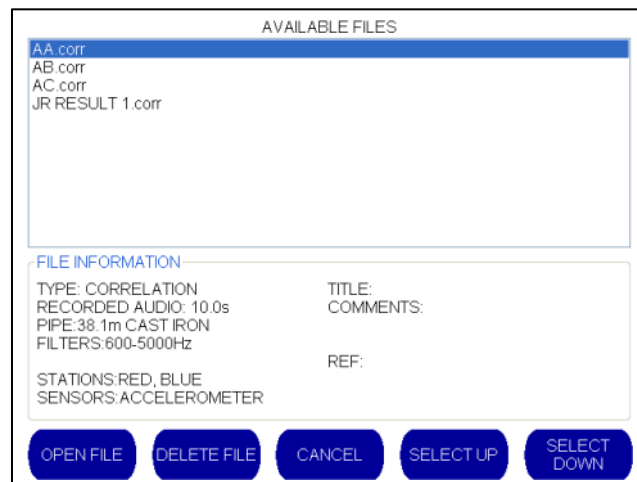 AVAILABLE FILES
AA.corr
AB.corr
AC.corr
JR RESULT 1.corr
FILE INFORMATION
TYPE: CORRELATION
RECORDED AUDIO: 10.0s
PIPE:38.1m CAST IRON
FILTERS:600-5000Hz
STATIONS:RED, BLUE
SENSORS:ACCELEROMETER
TITLE:
COMMENTS:
REF:
OPEN FILE
DELETE FILE
CANCEL
SELECT UP
SELECT
DOWN